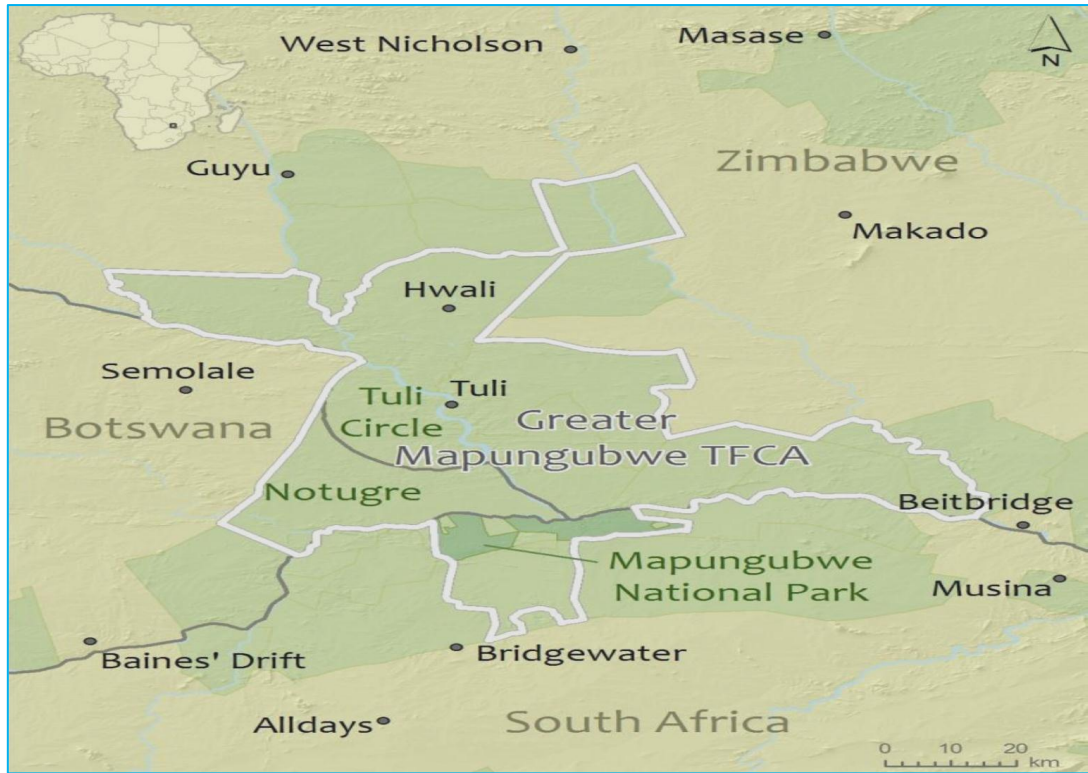 West Nicholson
Masase
N
Guyu
Zimbabwe
Makado
Hwali
Semolale
Tuli
Tuli
Circle
Botswana
Greater
Mapungubwe TFCA
Notugre
Beitbridge
Mapungubwe
National Park
Musina
Baines' Drift
Bridgewater
Alldays
South Africa
0 10 20
km